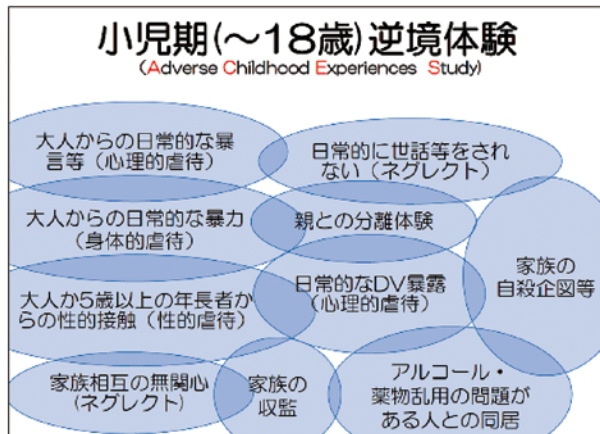 小児期(～18歳)逆境体験
(Adverse Childhood Experiences Study)
大人からの日常的な暴
言等（心理的虐待）
日常的に世話等をされ
ない（ネグレクト）
大人からの日常的な暴力
（身体的虐待）
親との分離体験
家族の
自殺企図等
大人か5歳以上の年長者か
らの性的接触（性的虐待）
日常的なDV暴露
（心理的虐待）
家族相互の無関心
(ネグレクト)
家族の
収監
アルコール・
薬物乱用の問題が
ある人との同居